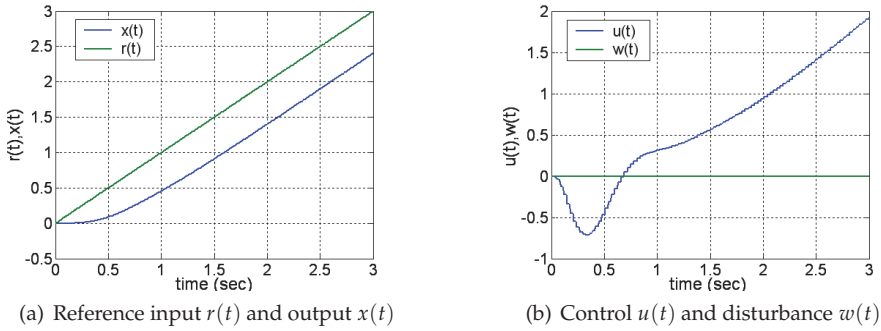 3
2.5
2
1.5
1
0.5
0
-0.5
r(t),x(t)
x(t)
r(t)
0 0.5 1 1.5 2 2.5 3
time (sec)
(a) Reference input r(t) and output x(t)
2
1.5
1
0.5
0
-0.5
-1
u(t),w(t)
u(t)
w(t)
0 0.5 1 1.5 2 2.5 3
time (sec)
(b) Control u(t) and disturbance w(t)